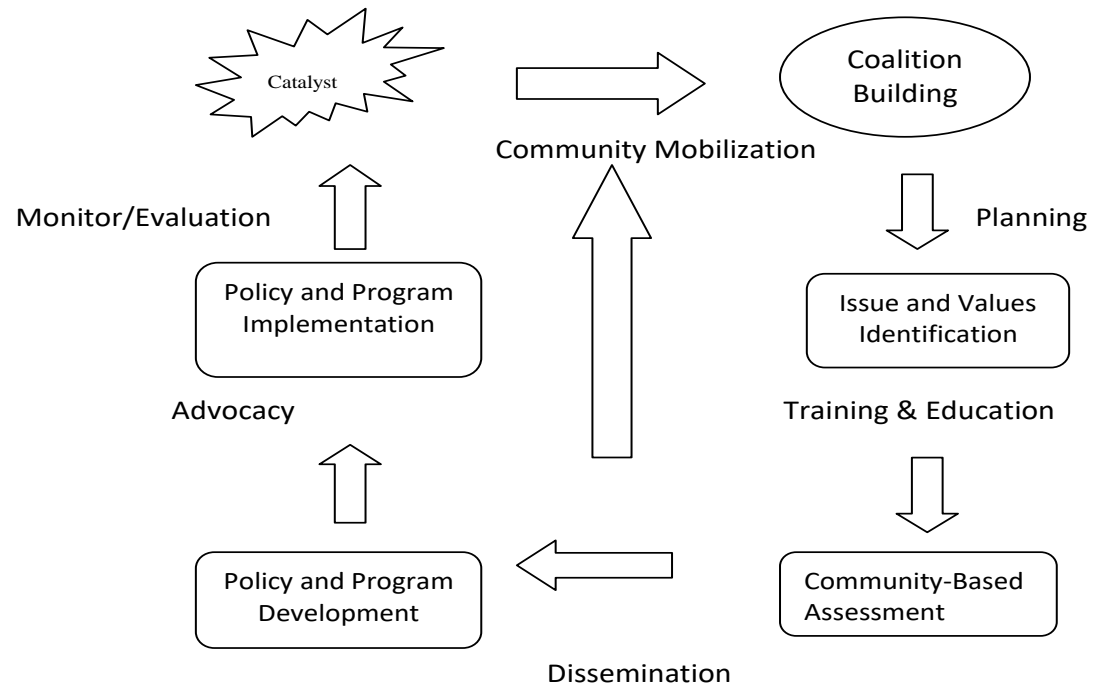 Catalyst
Coalition
Building
Community Mobilization
Monitor/Evaluation
Planning
Policy and Program
Implementation
Issue and Values
Identification
Advocacy
Training & Education
Policy and Program
Development
Community-Based
Assessment
Dissemination